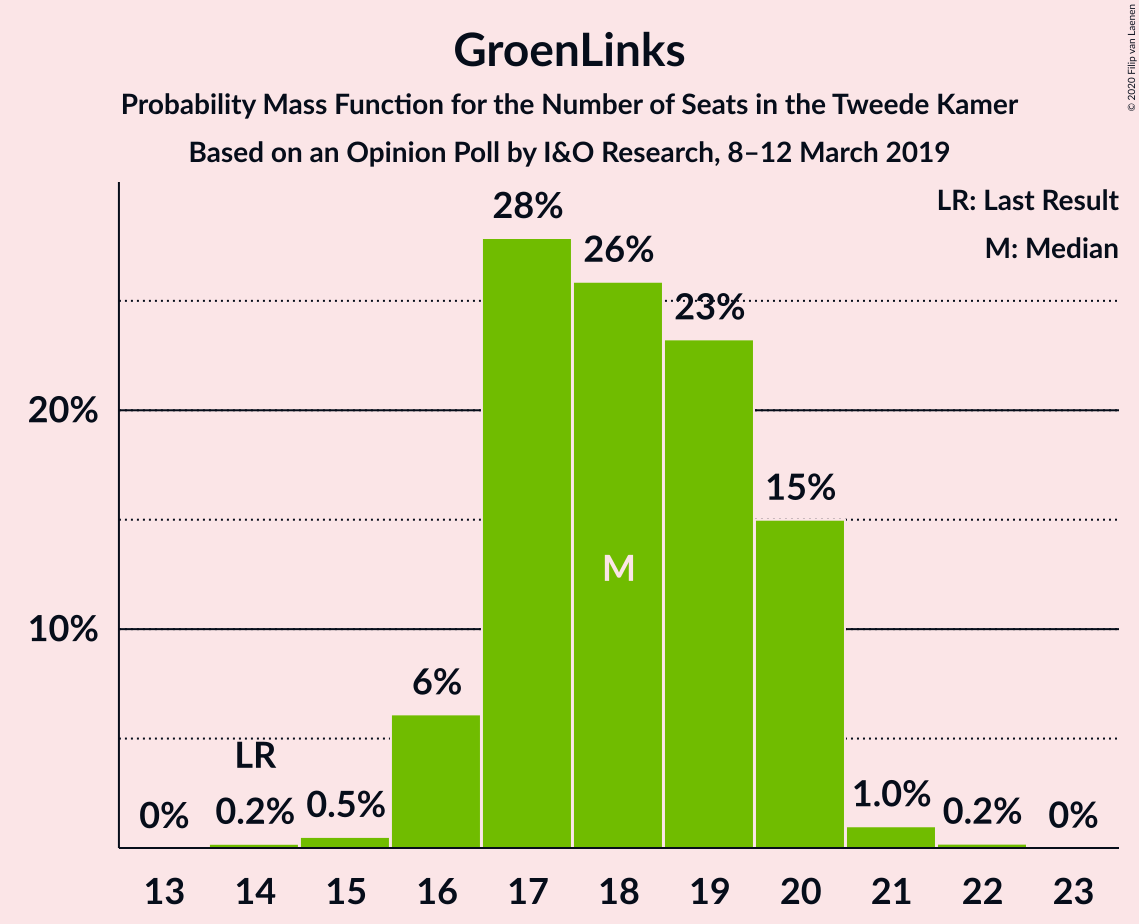 GroenLinks
Probability Mass Function for the Number of Seats in the Tweede Kamer
Based on an Opinion Poll by I&O Research, 8–12 March 2019
© 2020 Filip van Laenen
LR: Last Result
M: Median
28%
26%
23%
20%
15%
M
10%
6%
LR
0%
0.2%
0.5%
1.0%
0.2%
0%
13 14 15 16 17 18 19 20 21 22 23